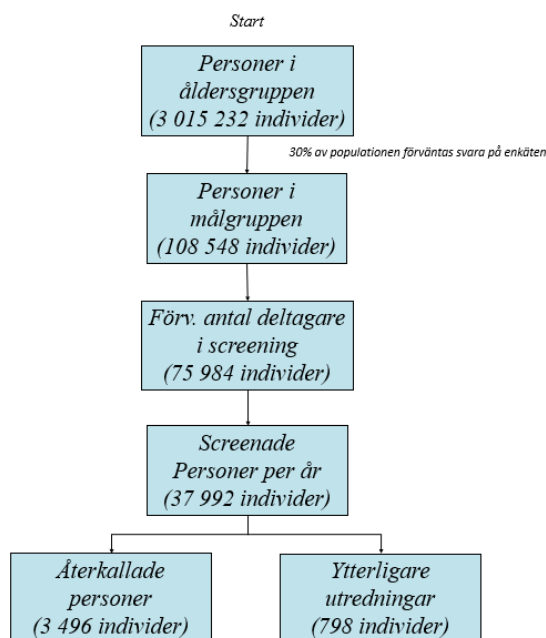 Start
Personer i
åldersgruppen
(3 015 232 individer)
30% av populationen förväntas svara på enkäten
Personer i
målgruppen
(108 548 individer)
Förv. antal deltagare
i screening
(75 984 individer)
Screenade
Personer per år
(37 992 individer)
Återkallade
personer
(3 496 individer)
Ytterligare
utredningar
(798 individer)